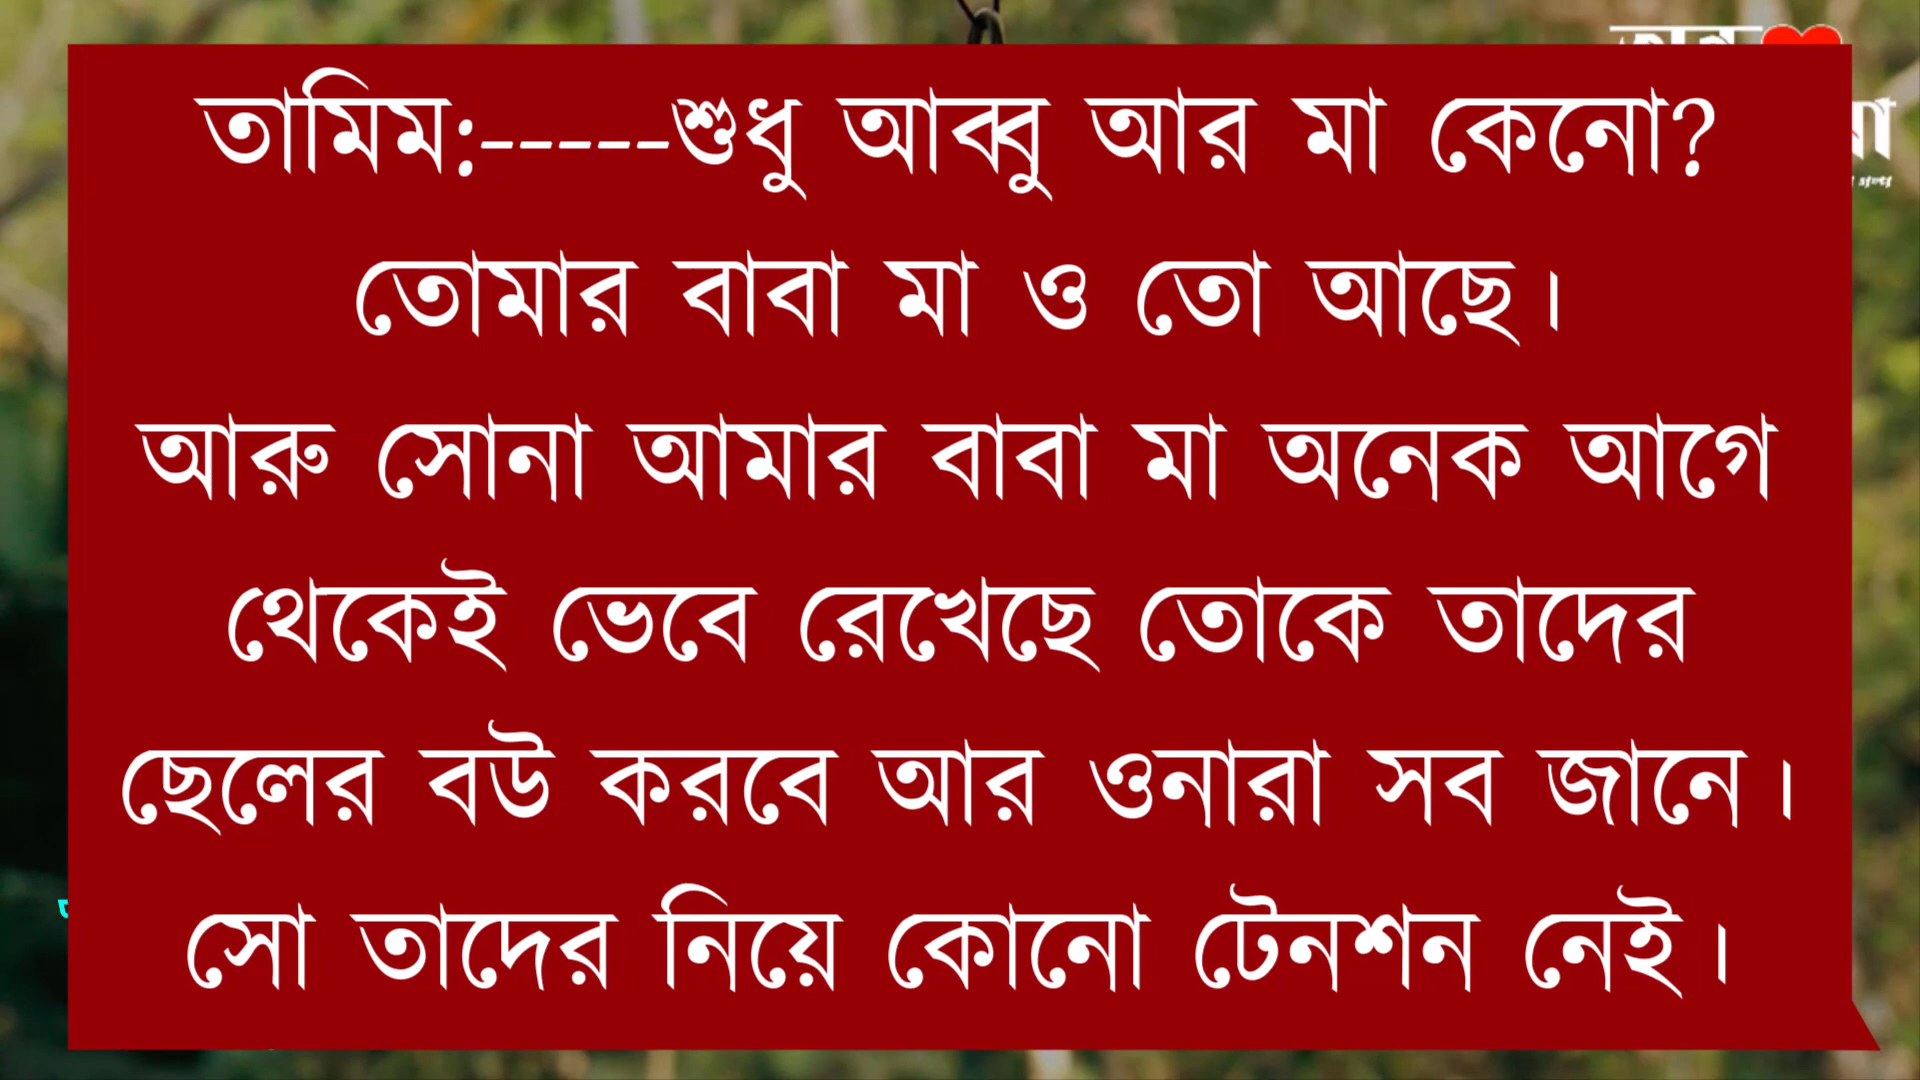 তামিম:-----শুধু আব্বু আর মা কেনো?
তোমার বাবা মা ও তো আছে।
আরু সোনা আমার বাবা মা অনেক আগে
থেকেই ভেবে রেখেছে তোকে তাদের
ছেলের বউ করবে আর ওনারা সব জানে।
সো তাদের নিয়ে কোনো টেনশন নেই।